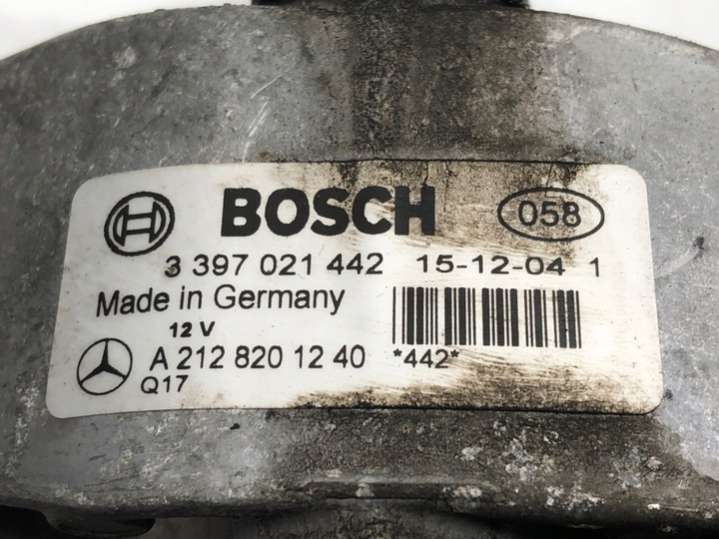 BOSCH 058
3 397 021 442 15-12-04 1
Made in Germany
12 V
A 212 820 12 40 *442*
Q17